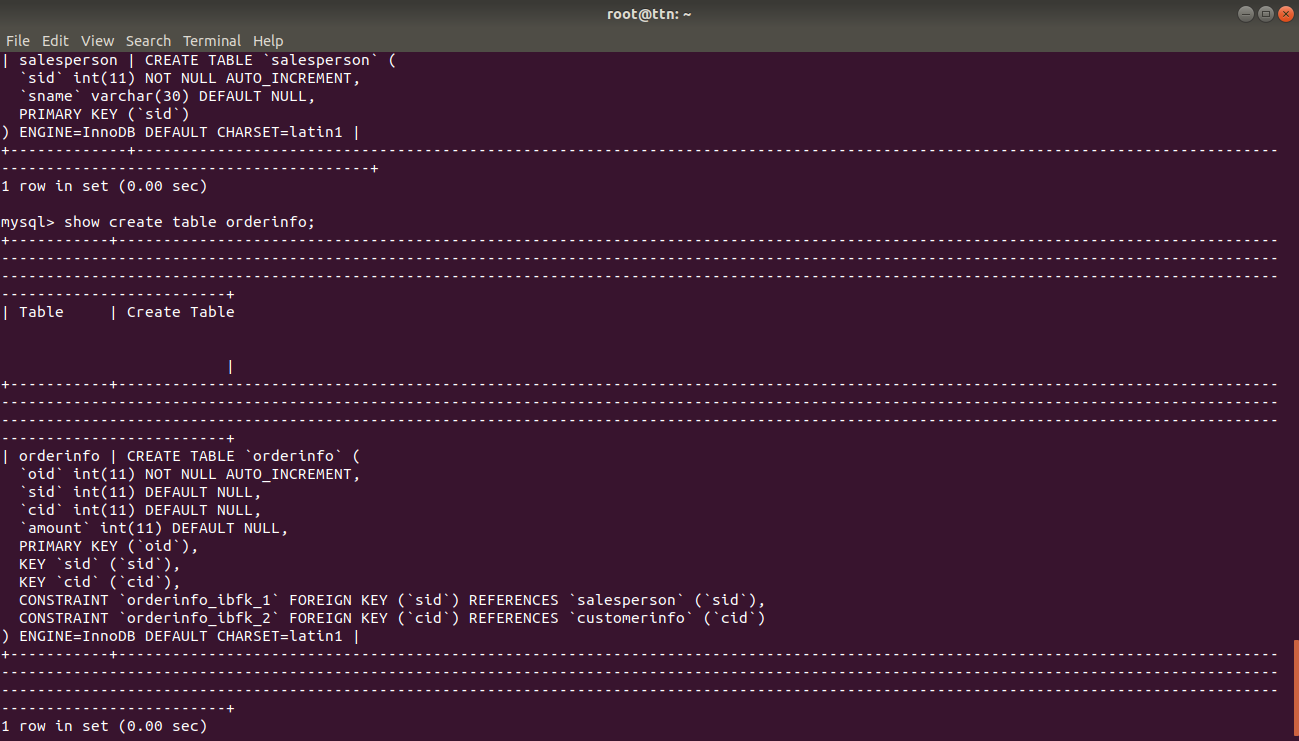 root@ttn: ~
File Edit View Search Terminal Help
| salesperson | CREATE TABLE `salesperson` (
  `sid` int(11) NOT NULL AUTO_INCREMENT,
  `sname` varchar(30) DEFAULT NULL,
  PRIMARY KEY (`sid`)
) ENGINE=InnoDB DEFAULT CHARSET=latin1 |
+-------------+-------------------------------------------------------------------------------------------------------------------------------
-----------------------------------------+
1 row in set (0.00 sec)
mysql> show create table orderinfo;
+-----------+---------------------------------------------------------------------------------------------------------------------------------
----------------------------------------------------------------------------------------------------------------------------------------------
----------------------------------------------------------------------------------------------------------------------------------------------
-------------------------+
| Table     | Create Table
                         |
+-----------+---------------------------------------------------------------------------------------------------------------------------------
----------------------------------------------------------------------------------------------------------------------------------------------
----------------------------------------------------------------------------------------------------------------------------------------------
-------------------------+
| orderinfo | CREATE TABLE `orderinfo` (
  `oid` int(11) NOT NULL AUTO_INCREMENT,
  `sid` int(11) DEFAULT NULL,
  `cid` int(11) DEFAULT NULL,
  `amount` int(11) DEFAULT NULL,
  PRIMARY KEY (`oid`),
  KEY `sid` (`sid`),
  KEY `cid` (`cid`),
  CONSTRAINT `orderinfo_ibfk_1` FOREIGN KEY (`sid`) REFERENCES `salesperson` (`sid`),
  CONSTRAINT `orderinfo_ibfk_2` FOREIGN KEY (`cid`) REFERENCES `customerinfo` (`cid`)
) ENGINE=InnoDB DEFAULT CHARSET=latin1 |
+-----------+---------------------------------------------------------------------------------------------------------------------------------
----------------------------------------------------------------------------------------------------------------------------------------------
----------------------------------------------------------------------------------------------------------------------------------------------
-------------------------+
1 row in set (0.00 sec)